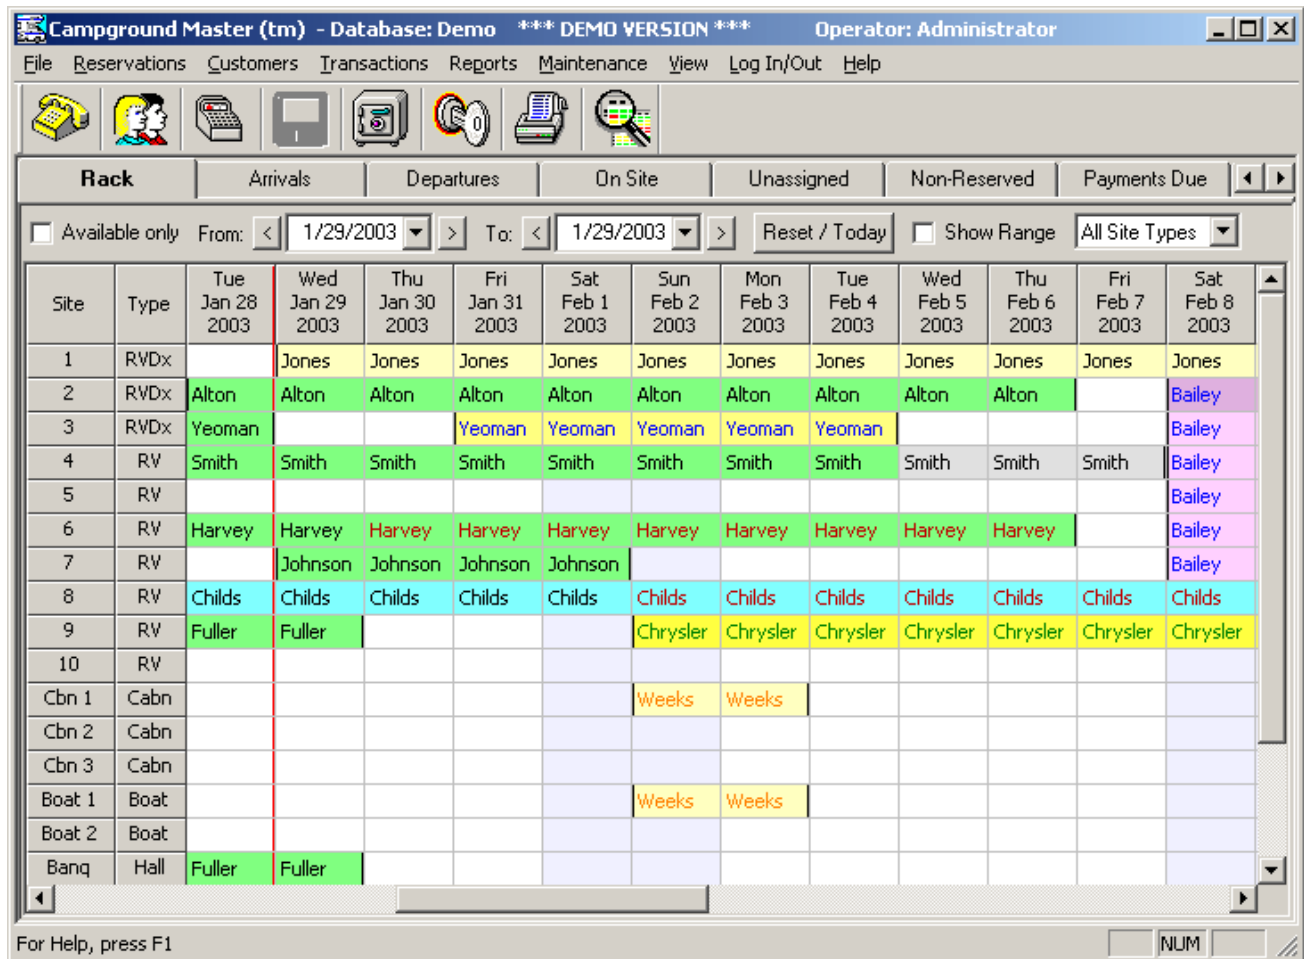 Campground Master (tm) - Database: Demo *** DEMO VERSION *** Operator: Administrator
File Reservations Customers Transactions Reports Maintenance View Log In/Out Help
Rack Arrivals Departures On Site Unassigned Non-Reserved Payments Due
Available only From: < 1/29/2003 > To: < 1/29/2003 > Reset / Today Show Range All Site Types
Site Type Tue Jan 28 2003 Wed Jan 29 2003 Thu Jan 30 2003 Fri Jan 31 2003 Sat Feb 1 2003 Sun Feb 2 2003 Mon Feb 3 2003 Tue Feb 4 2003 Wed Feb 5 2003 Thu Feb 6 2003 Fri Feb 7 2003 Sat Feb 8 2003
1 RVDx Jones Jones Jones Jones Jones Jones Jones Jones Jones Jones Jones
2 RVDx Alton Alton Alton Alton Alton Alton Alton Alton Alton Alton Bailey
3 RVDx Yeoman Yeoman Yeoman Yeoman Yeoman Yeoman Bailey
4 RV Smith Smith Smith Smith Smith Smith Smith Smith Smith Smith Smith Bailey
5 RV Bailey
6 RV Harvey Harvey Harvey Harvey Harvey Harvey Harvey Harvey Harvey Harvey Bailey
7 RV Johnson Johnson Johnson Johnson Bailey
8 RV Childs Childs Childs Childs Childs Childs Childs Childs Childs Childs Childs Childs
9 RV Fuller Fuller Chrysler Chrysler Chrysler Chrysler Chrysler Chrysler Chrysler
10 RV
Cbn 1 Cabn Weeks Weeks
Cbn 2 Cabn
Cbn 3 Cabn
Boat 1 Boat Weeks Weeks
Boat 2 Boat
Banq Hall Fuller Fuller
For Help, press F1 NUM